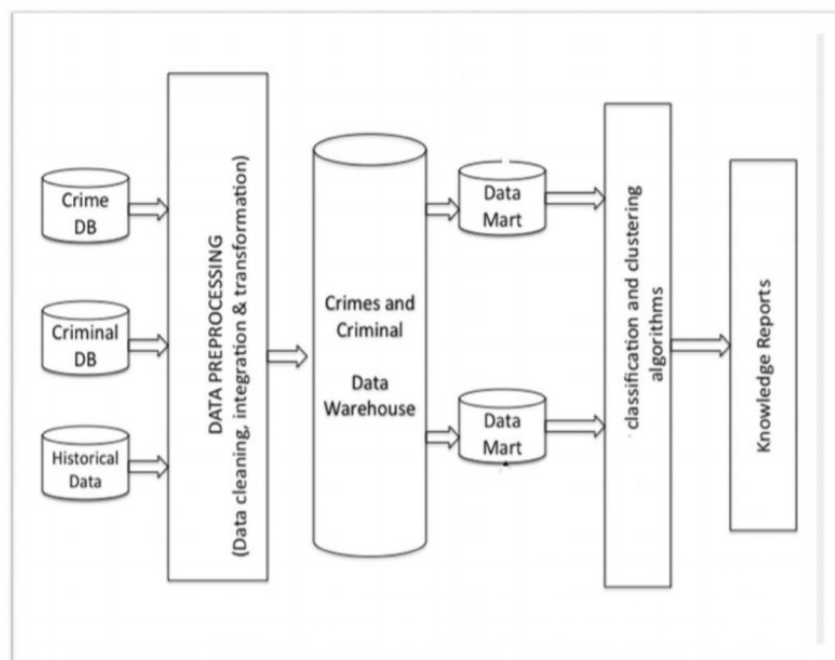 Crime
DB
Criminal
DB
Historical
Data
DATA PREPROCESSING
(Data cleaning, integration & transformation)
Crimes and
Criminal
Data
Warehouse
Data
Mart
Data
Mart
classification and clustering
algorithms
Knowledge Reports